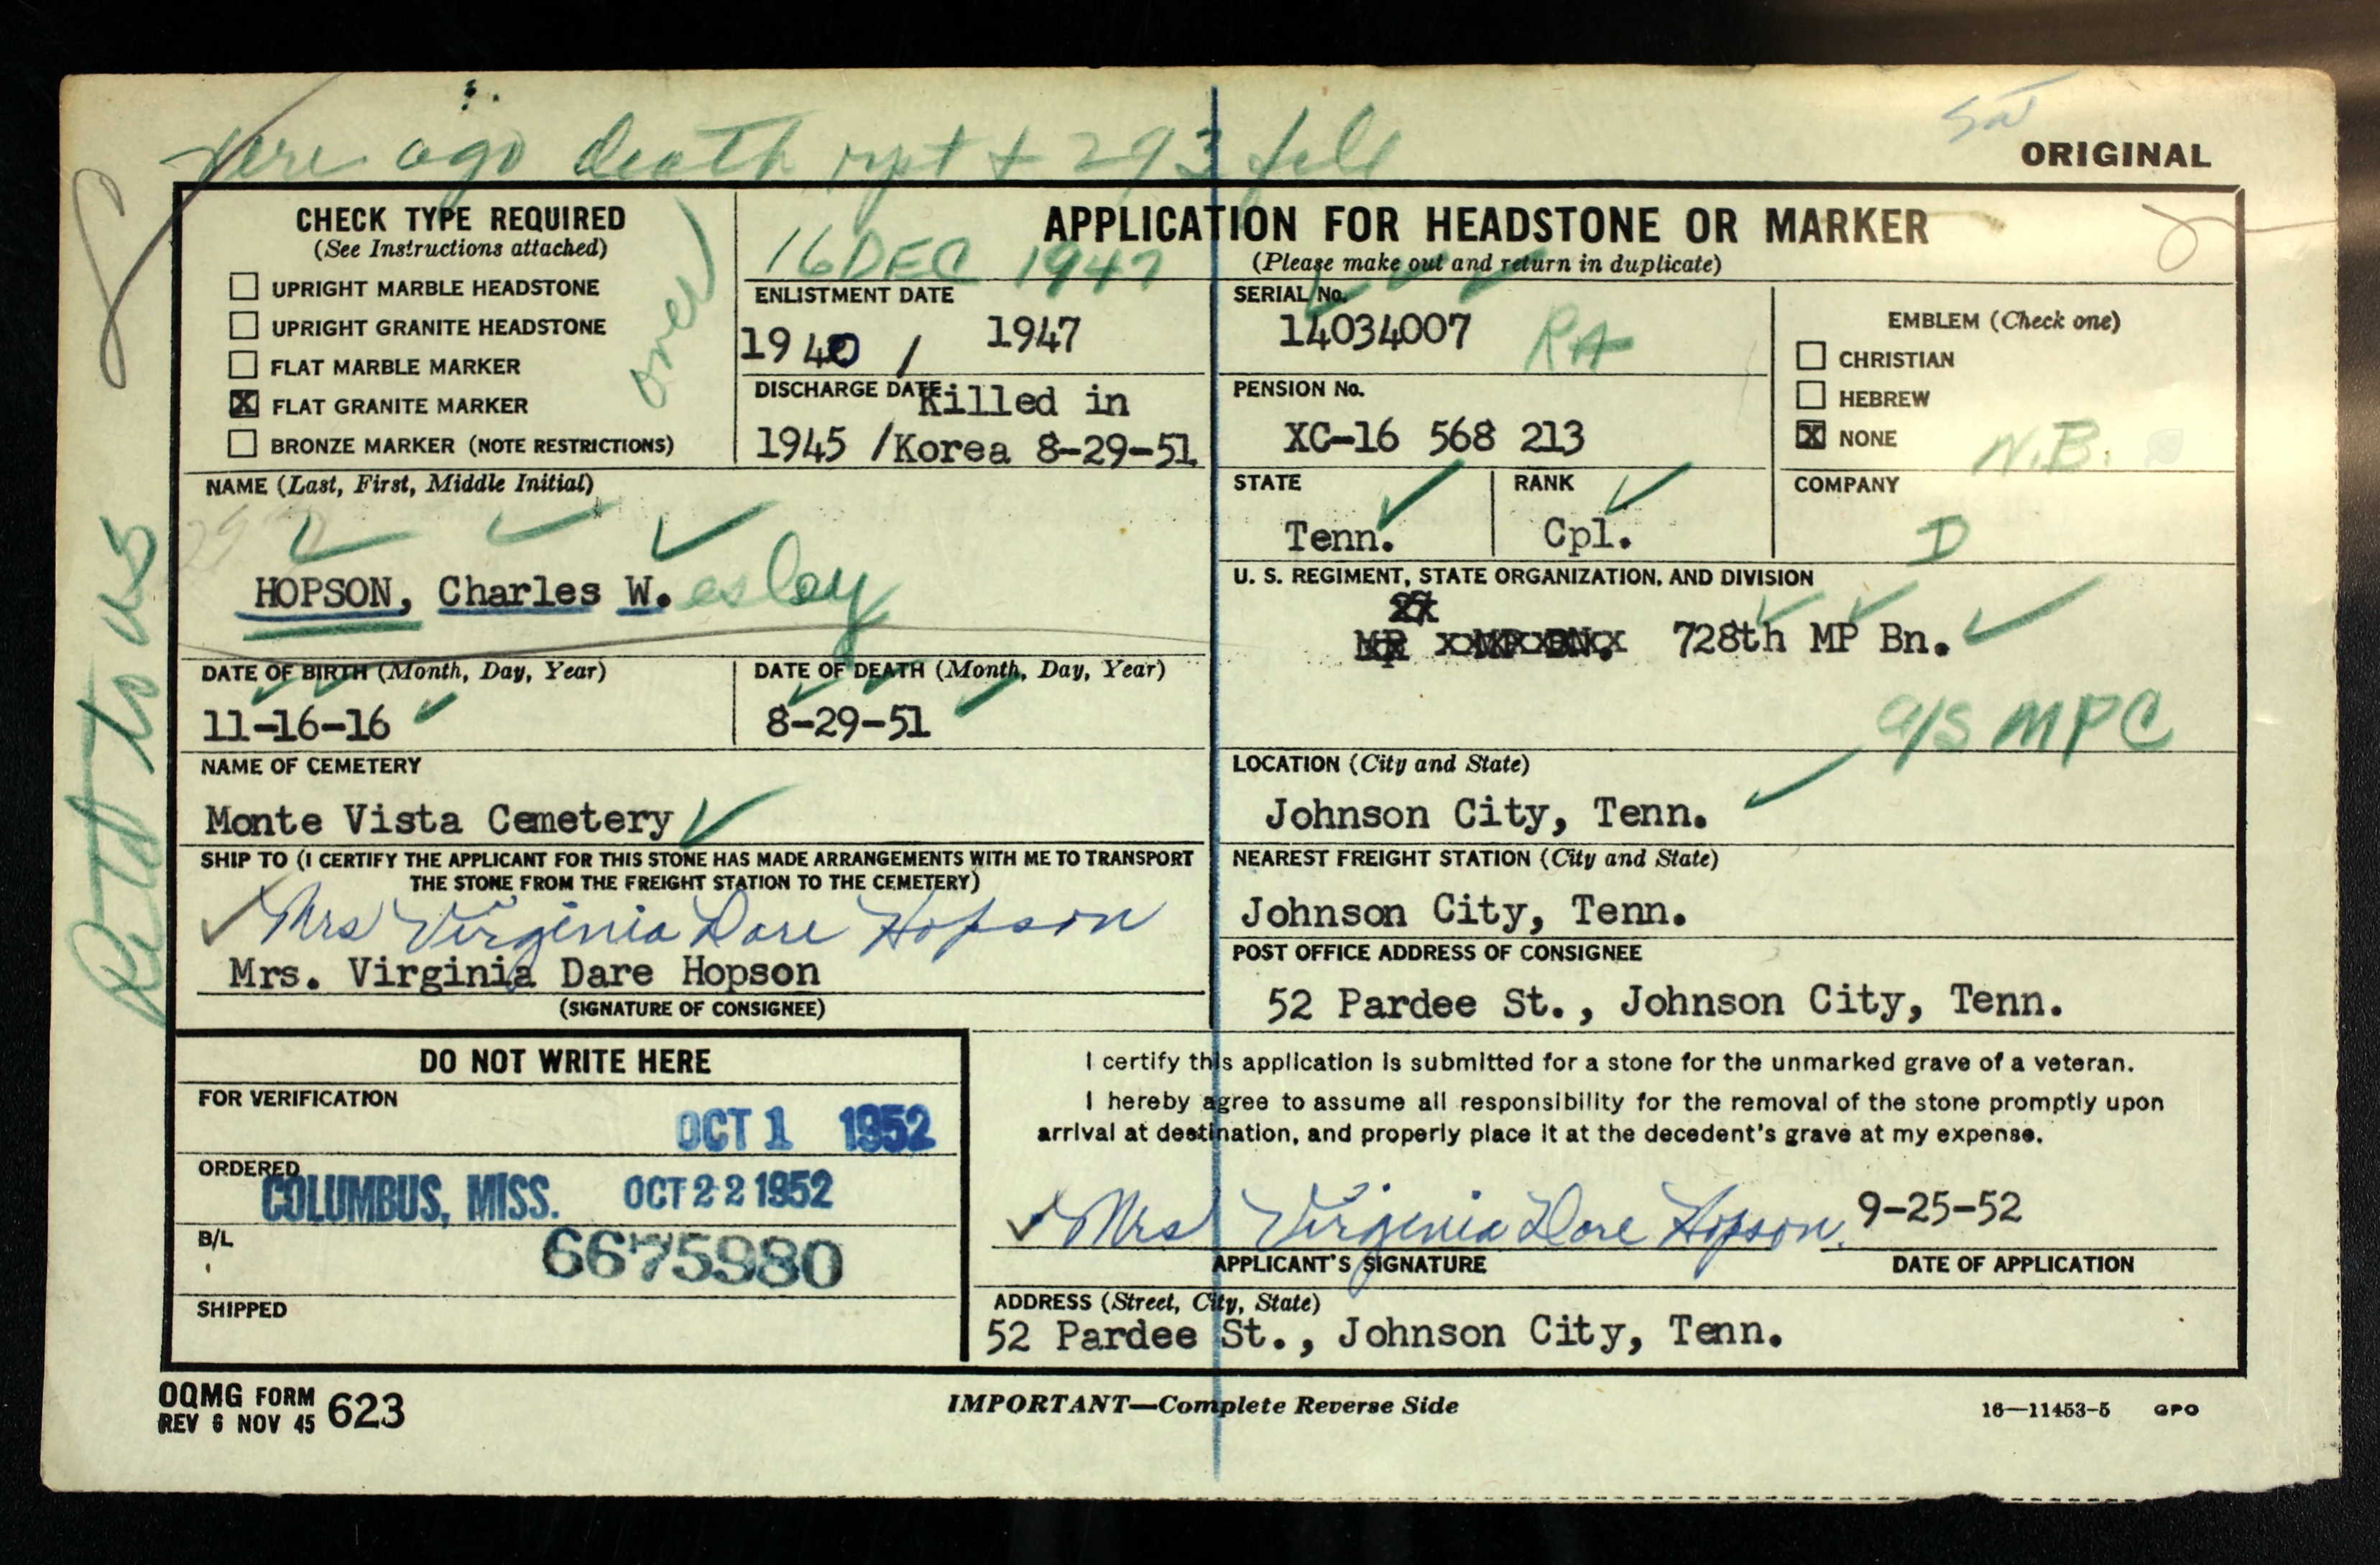 ago death rpt + 293 file
ORIGINAL
CHECK TYPE REQUIRED
(See Instructions attached)
UPRIGHT MARBLE HEADSTONE
UPRIGHT GRANITE HEADSTONE
FLAT MARBLE MARKER
X FLAT GRANITE MARKER
BRONZE MARKER (NOTE RESTRICTIONS)
over)
16 DEC 1947
ENLISTMENT DATE
1940 / 1947
DISCHARGE DATE
Killed in
1945 /Korea 8-29-51
APPLICATION FOR HEADSTONE OR MARKER
(Please make out and return in duplicate)
SERIAL No.
14034007 RA
PENSION No.
XC-16 568 213
EMBLEM (Check one)
CHRISTIAN
HEBREW
X NONE
N.B.
NAME (Last, First, Middle Initial)
HOPSON, Charles W. esley
STATE
Tenn.
RANK
Cpl.
COMPANY
D
U. S. REGIMENT, STATE ORGANIZATION, AND DIVISION
728th MP Bn.
a/s MPC
DATE OF BIRTH (Month, Day, Year)
11-16-16
DATE OF DEATH (Month, Day, Year)
8-29-51
NAME OF CEMETERY
Monte Vista Cemetery
LOCATION (City and State)
Johnson City, Tenn.
SHIP TO (I CERTIFY THE APPLICANT FOR THIS STONE HAS MADE ARRANGEMENTS WITH ME TO TRANSPORT
THE STONE FROM THE FREIGHT STATION TO THE CEMETERY)
Mrs Virginia Dare Hopson
Mrs. Virginia Dare Hopson
(SIGNATURE OF CONSIGNEE)
NEAREST FREIGHT STATION (City and State)
Johnson City, Tenn.
POST OFFICE ADDRESS OF CONSIGNEE
52 Pardee St., Johnson City, Tenn.
Retd to us
DO NOT WRITE HERE
FOR VERIFICATION
OCT 1 1952
ORDERED
COLUMBUS, MISS. OCT 22 1952
B/L
6675980
SHIPPED
I certify this application is submitted for a stone for the unmarked grave of a veteran.
I hereby agree to assume all responsibility for the removal of the stone promptly upon
arrival at destination, and properly place it at the decedent's grave at my expense.
Mrs Virginia Dare Hopson. 9-25-52
APPLICANT'S SIGNATURE DATE OF APPLICATION
ADDRESS (Street, City, State)
52 Pardee St., Johnson City, Tenn.
OQMG FORM 623
REV 6 NOV 45
IMPORTANT—Complete Reverse Side
16—11453-5 GPO